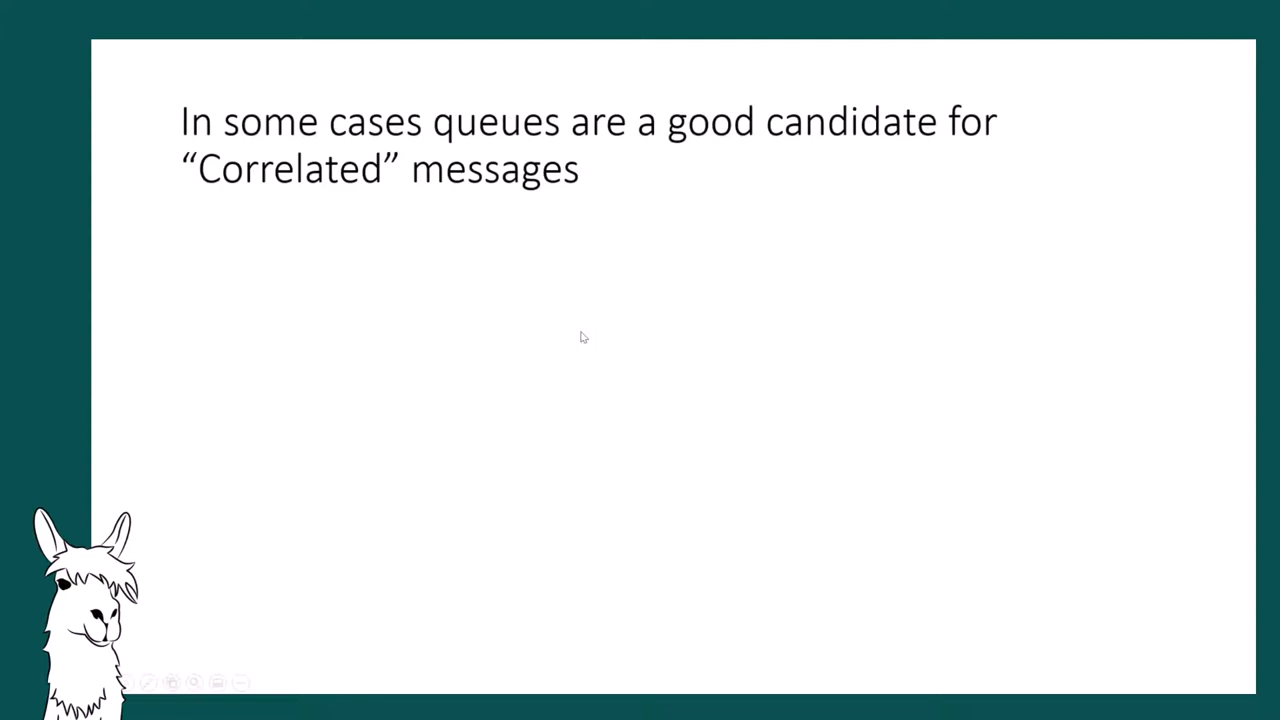 In some cases queues are a good candidate for
“Correlated” messages